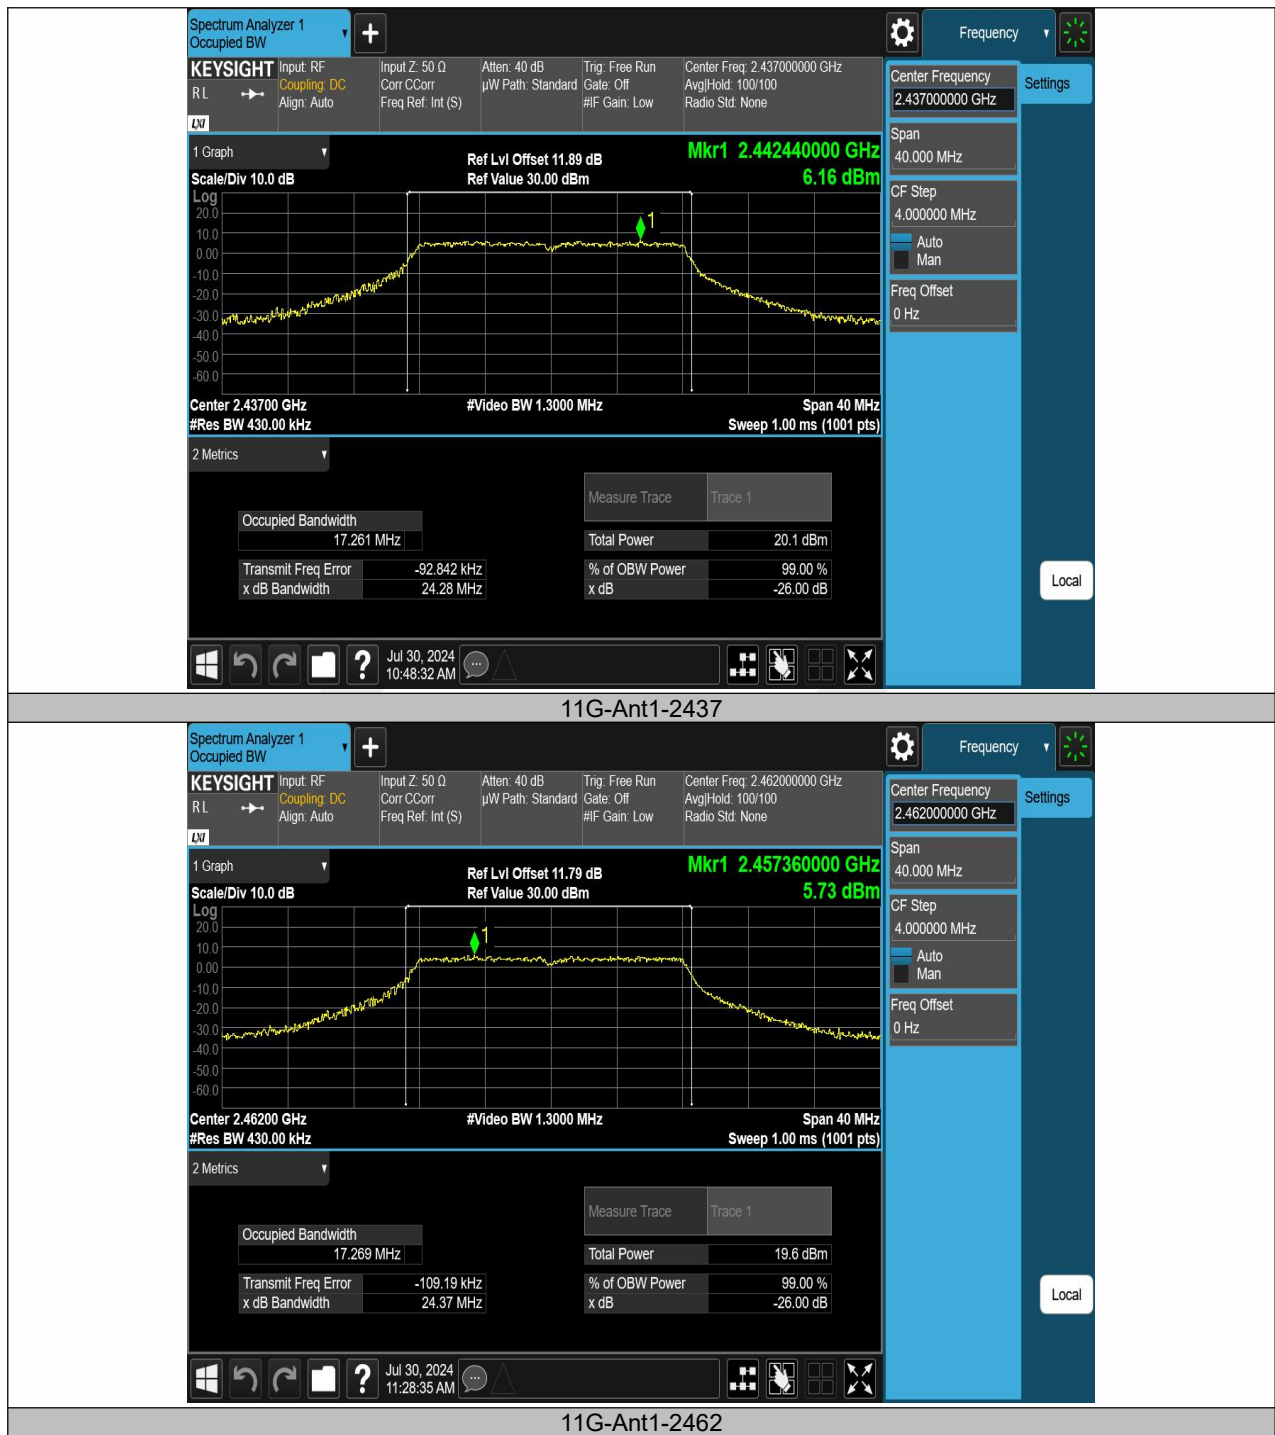 Spectrum Analyzer 1
Occupied BW
+
Frequency
KEYSIGHT
R L
LXI
Input: RF
Coupling: DC
Align: Auto
Input Z: 50 Ω
Corr CCorr
Freq Ref: Int (S)
Atten: 40 dB
µW Path: Standard
Trig: Free Run
Gate: Off
#IF Gain: Low
Center Freq: 2.437000000 GHz
Avg|Hold: 100/100
Radio Std: None
Center Frequency
2.437000000 GHz
Settings
Span
40.000 MHz
CF Step
4.000000 MHz
Auto
Man
Freq Offset
0 Hz
Local
1 Graph
Scale/Div 10.0 dB
Ref Lvl Offset 11.89 dB
Ref Value 30.00 dBm
Mkr1 2.442440000 GHz
6.16 dBm
Log
20.0
10.0
0.00
-10.0
-20.0
-30.0
-40.0
-50.0
-60.0
1
Center 2.43700 GHz
#Res BW 430.00 kHz
#Video BW 1.3000 MHz
Span 40 MHz
Sweep 1.00 ms (1001 pts)
2 Metrics
Measure Trace Trace 1
Occupied Bandwidth
17.261 MHz
Total Power 20.1 dBm
Transmit Freq Error -92.842 kHz
x dB Bandwidth 24.28 MHz
% of OBW Power 99.00 %
x dB -26.00 dB
?
Jul 30, 2024
10:48:32 AM
11G-Ant1-2437
Spectrum Analyzer 1
Occupied BW
+
Frequency
KEYSIGHT
R L
LXI
Input: RF
Coupling: DC
Align: Auto
Input Z: 50 Ω
Corr CCorr
Freq Ref: Int (S)
Atten: 40 dB
µW Path: Standard
Trig: Free Run
Gate: Off
#IF Gain: Low
Center Freq: 2.462000000 GHz
Avg|Hold: 100/100
Radio Std: None
Center Frequency
2.462000000 GHz
Settings
Span
40.000 MHz
CF Step
4.000000 MHz
Auto
Man
Freq Offset
0 Hz
Local
1 Graph
Scale/Div 10.0 dB
Ref Lvl Offset 11.79 dB
Ref Value 30.00 dBm
Mkr1 2.457360000 GHz
5.73 dBm
Log
20.0
10.0
0.00
-10.0
-20.0
-30.0
-40.0
-50.0
-60.0
1
Center 2.46200 GHz
#Res BW 430.00 kHz
#Video BW 1.3000 MHz
Span 40 MHz
Sweep 1.00 ms (1001 pts)
2 Metrics
Measure Trace Trace 1
Occupied Bandwidth
17.269 MHz
Total Power 19.6 dBm
Transmit Freq Error -109.19 kHz
x dB Bandwidth 24.37 MHz
% of OBW Power 99.00 %
x dB -26.00 dB
?
Jul 30, 2024
11:28:35 AM
11G-Ant1-2462